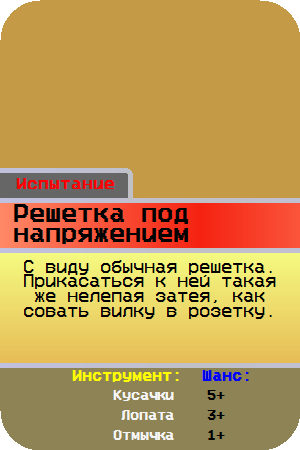 Испытание
Решетка под
напряжением
С виду обычная решетка.
Прикасаться к ней такая
же нелепая затея, как
совать вилку в розетку.
Инструмент: Шанс:
Кусачки 5+
Лопата 3+
Отмычка 1+